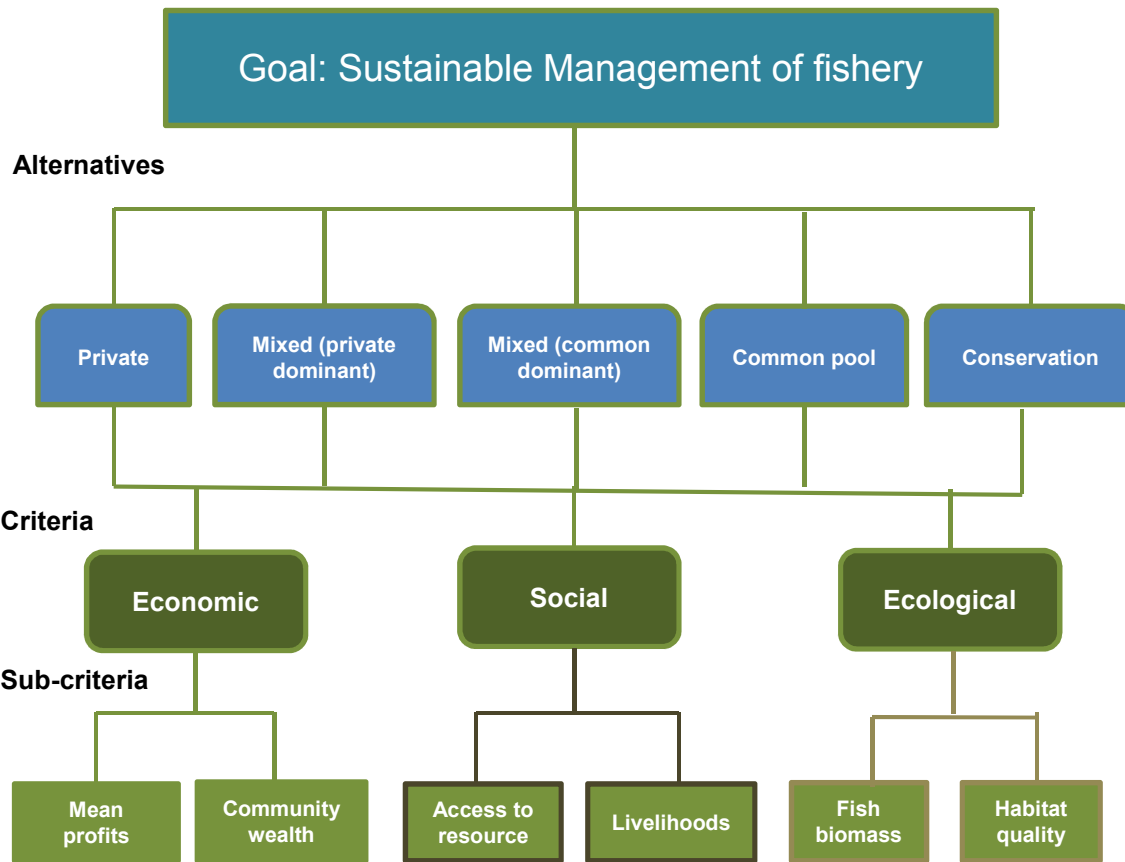 Goal: Sustainable Management of fishery
Alternatives
Private
Mixed (private
dominant)
Mixed (common
dominant)
Common pool
Conservation
Criteria
Economic
Social
Ecological
Sub-criteria
Mean
profits
Community
wealth
Access to
resource
Livelihoods
Fish
biomass
Habitat
quality